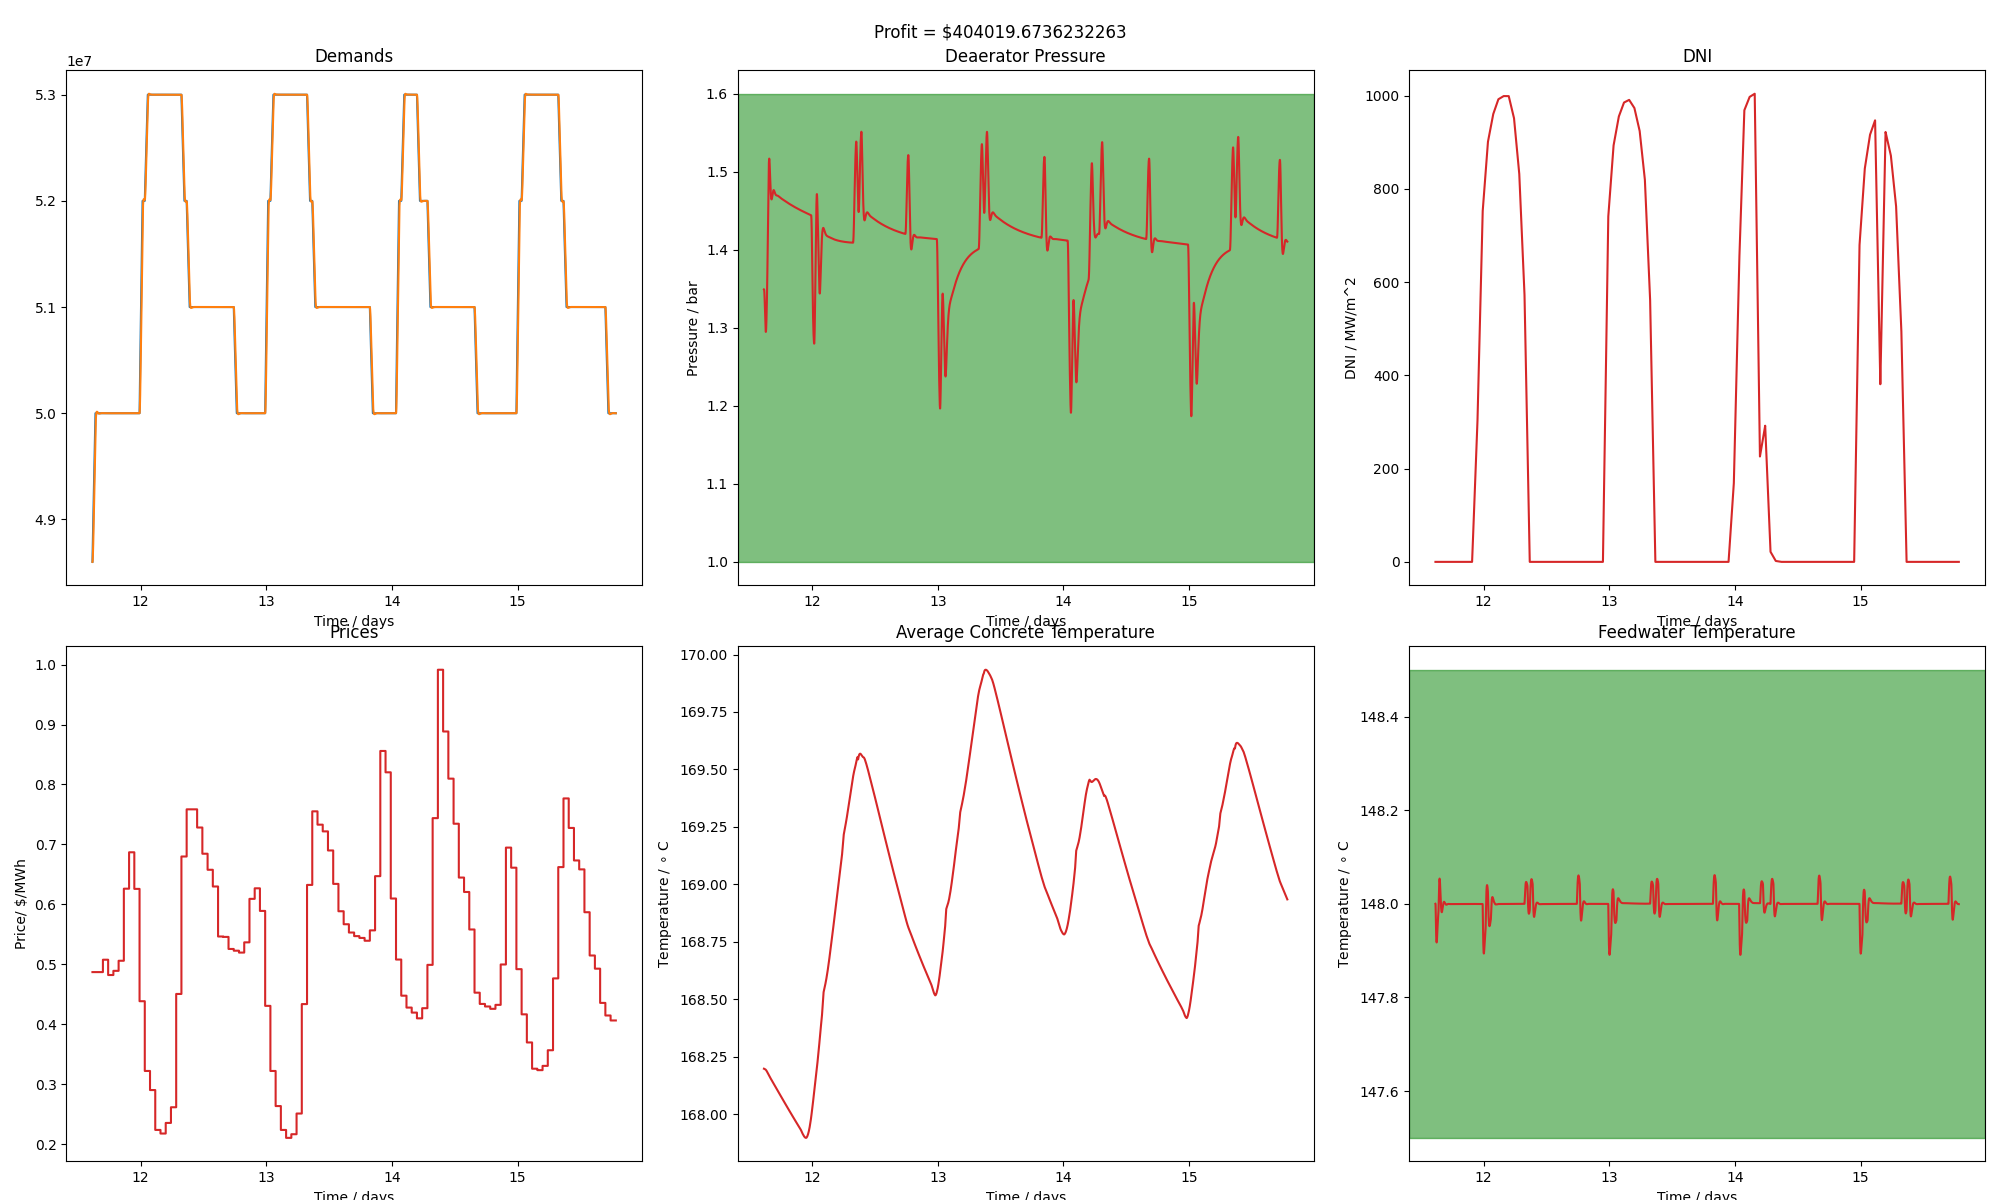 Profit = $404019.6736232263
Demands
1e7
5.3
5.2
5.1
5.0
4.9
12 13 14 15
Time / days
Deaerator Pressure
Pressure / bar
1.6
1.5
1.4
1.3
1.2
1.1
1.0
12 13 14 15
Time / days
DNI
DNI / MW/m^2
1000
800
600
400
200
0
12 13 14 15
Time / days
Prices
Price/ $/MWh
1.0
0.9
0.8
0.7
0.6
0.5
0.4
0.3
0.2
12 13 14 15
Time / days
Average Concrete Temperature
Temperature / ∘ C
170.00
169.75
169.50
169.25
169.00
168.75
168.50
168.25
168.00
12 13 14 15
Time / days
Feedwater Temperature
Temperature / ∘ C
148.4
148.2
148.0
147.8
147.6
12 13 14 15
Time / days